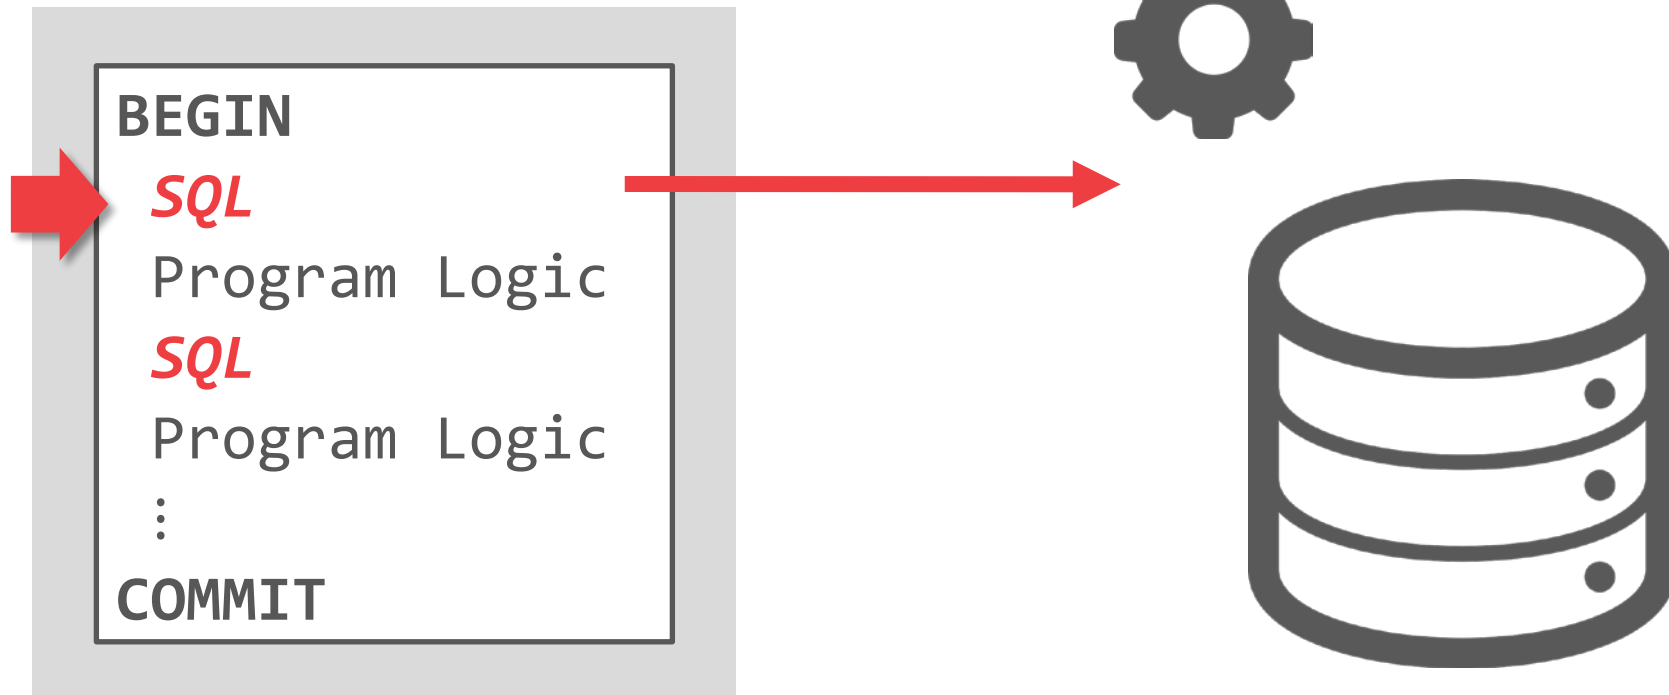 BEGIN
SQL
Program Logic
SQL
Program Logic
⋮
COMMIT